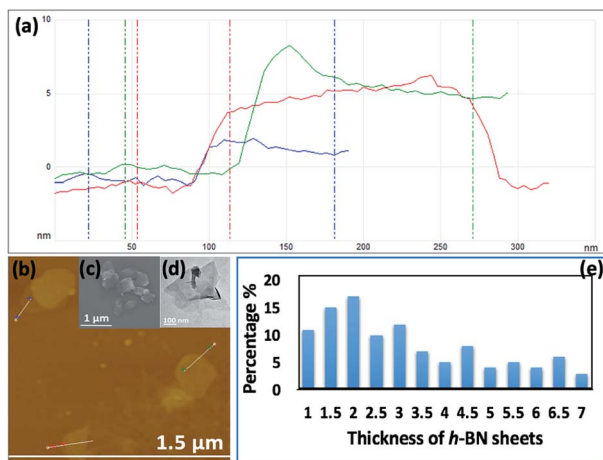 (a)
10
5
0
nm
50
100
150
200
250
300
nm
(b)
(c)
1 μm
(d)
100 nm
1.5 μm
(e)
Percentage %
20
15
10
5
0
1 1.5 2 2.5 3 3.5 4 4.5 5 5.5 6 6.5 7
Thickness of h-BN sheets